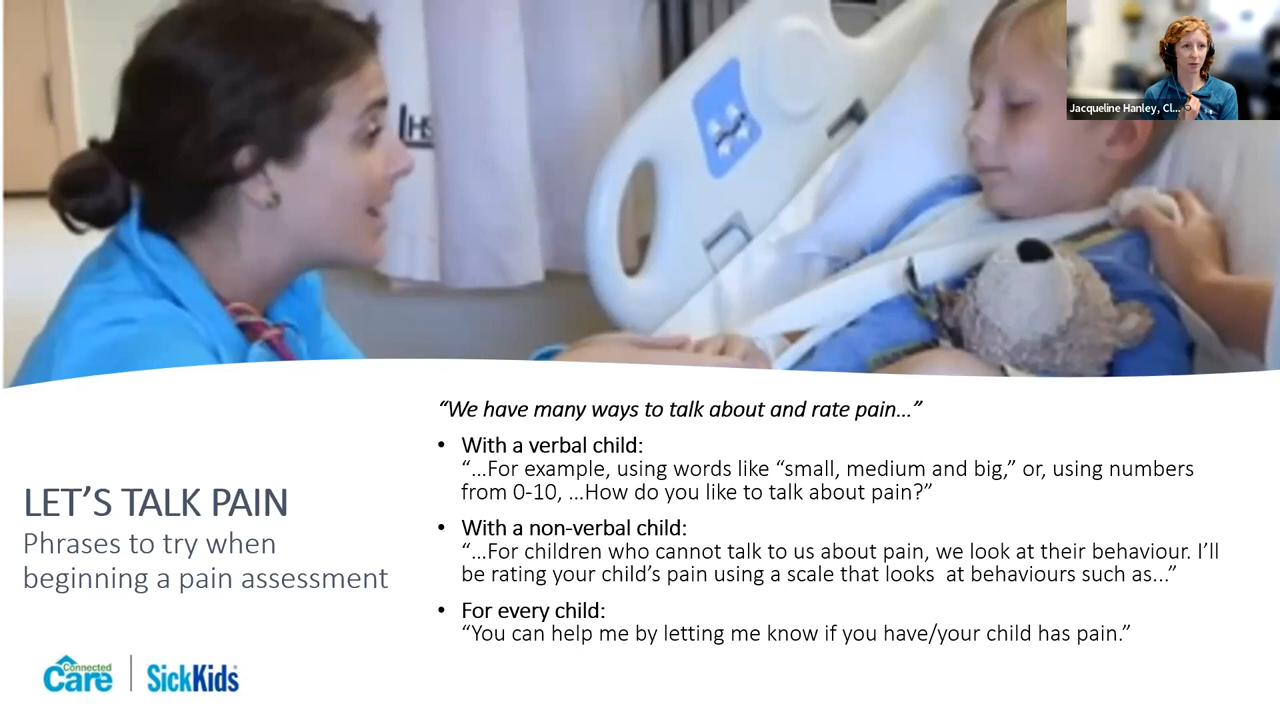 Jacqueline Hanley, Cl...
“We have many ways to talk about and rate pain…”
• With a verbal child:
“…For example, using words like “small, medium and big,” or, using numbers
from 0-10, …How do you like to talk about pain?”
• With a non-verbal child:
“…For children who cannot talk to us about pain, we look at their behaviour. I’ll
be rating your child’s pain using a scale that looks  at behaviours such as…”
• For every child:
“You can help me by letting me know if you have/your child has pain.”
LET’S TALK PAIN
Phrases to try when
beginning a pain assessment
Connected
Care
SickKids